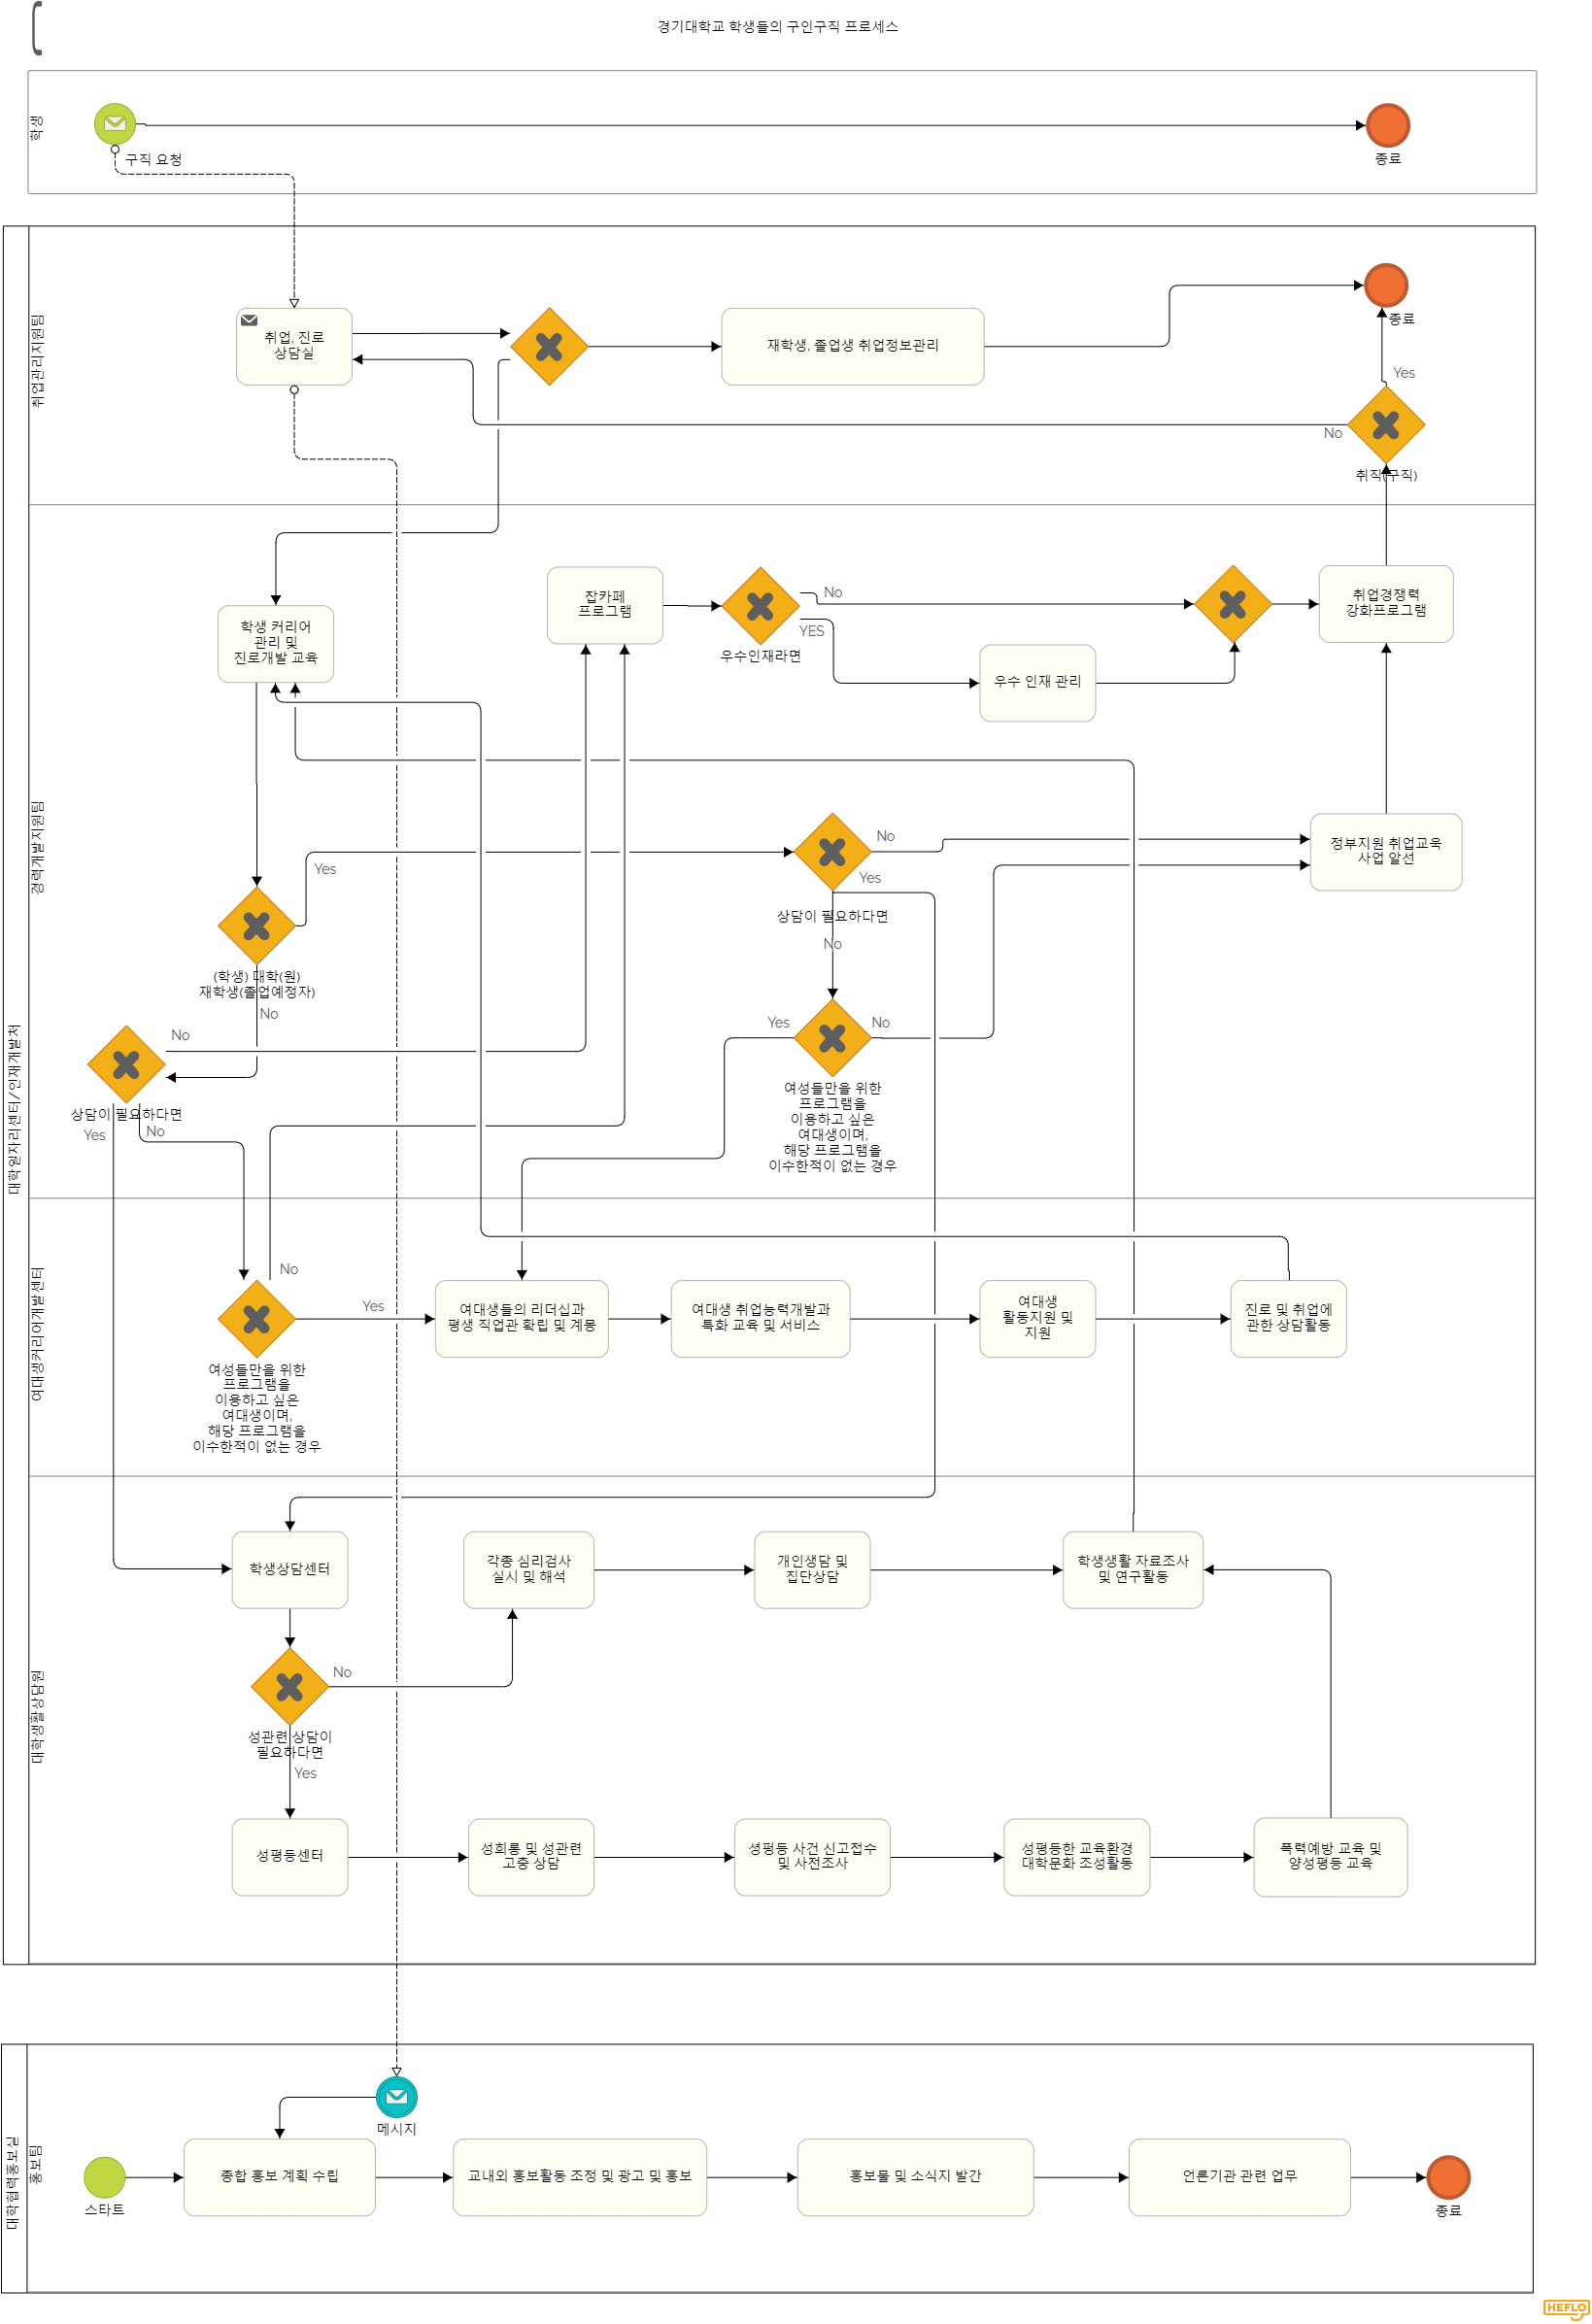 경기대학교 학생들의 구인구직 프로세스
학생
구직 요청
종료
대학일자리센터/인재개발처
취업관리지원팀
취업, 진로
상담실
재학생, 졸업생 취업정보관리
종료
Yes
No
취직(구직)
경력개발지원팀
학생 커리어
관리 및
진로개발 교육
잡카페
프로그램
No
YES
우수인재라면
우수 인재 관리
취업경쟁력
강화프로그램
Yes
(학생) 대학(원)
재학생(졸업예정자)
No
No
Yes
상담이 필요하다면
No
정부지원 취업교육
사업 알선
Yes
No
여성들만을 위한
프로그램을
이용하고 싶은
여대생이며,
해당 프로그램을
이수한적이 없는 경우
No
상담이 필요하다면
Yes
No
여대생커리어개발센터
No
Yes
여성들만을 위한
프로그램을
이용하고 싶은
여대생이며,
해당 프로그램을
이수한적이 없는 경우
여대생들의 리더십과
평생 직업관 확립 및 계몽
여대생 취업능력개발과
특화 교육 및 서비스
여대생
활동지원 및
지원
진로 및 취업에
관한 상담활동
대학생활상담원
학생상담센터
각종 심리검사
실시 및 해석
개인생담 및
집단상담
학생생활 자료조사
및 연구활동
No
성관련 상담이
필요하다면
Yes
성평등센터
성희롱 및 성관련
고충 상담
셩평등 사건 신고접수
및 사전조사
성평등한 교육환경
대학문화 조성활동
폭력예방 교육 및
양성평등 교육
대학협력홍보실
홍보팀
메시지
스타트
종합 홍보 계획 수립
교내외 홍보활동 조정 및 광고 및 홍보
홍보물 및 소식지 발간
언론기관 관련 업무
종료
HEFLO